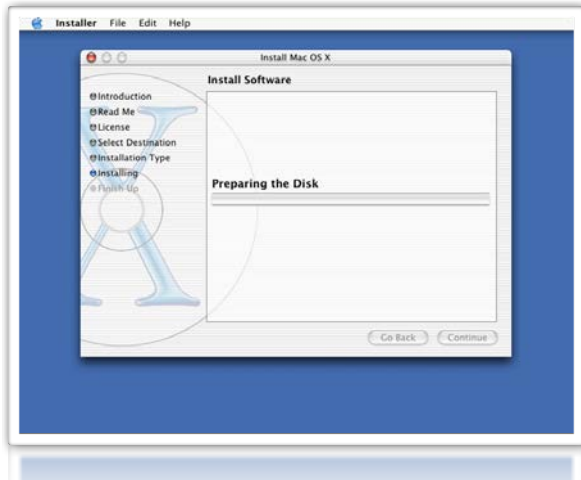 Installer File Edit Help
Install Mac OS X
Install Software
Introduction
Read Me
License
Select Destination
Installation Type
Installing
Finish Up
Preparing the Disk
Go Back Continue